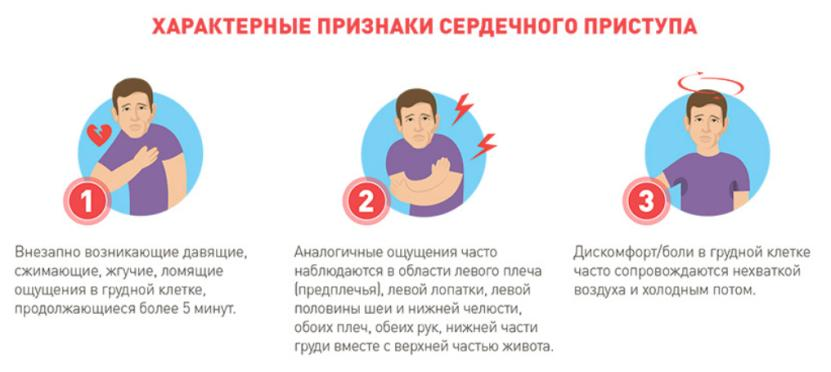 ХАРАКТЕРНЫЕ ПРИЗНАКИ СЕРДЕЧНОГО ПРИСТУПА
1
Внезапно возникающие давящие,
сжимающие, жгучие, ломящие
ощущения в грудной клетке,
продолжающиеся более 5 минут.
2
Аналогичные ощущения часто
наблюдаются в области левого плеча
(предплечья), левой лопатки, левой
половины шеи и нижней челюсти,
обоих плеч, обеих рук, нижней части
груди вместе с верхней частью живота.
3
Дискомфорт/боли в грудной клетке
часто сопровождаются нехваткой
воздуха и холодным потом.